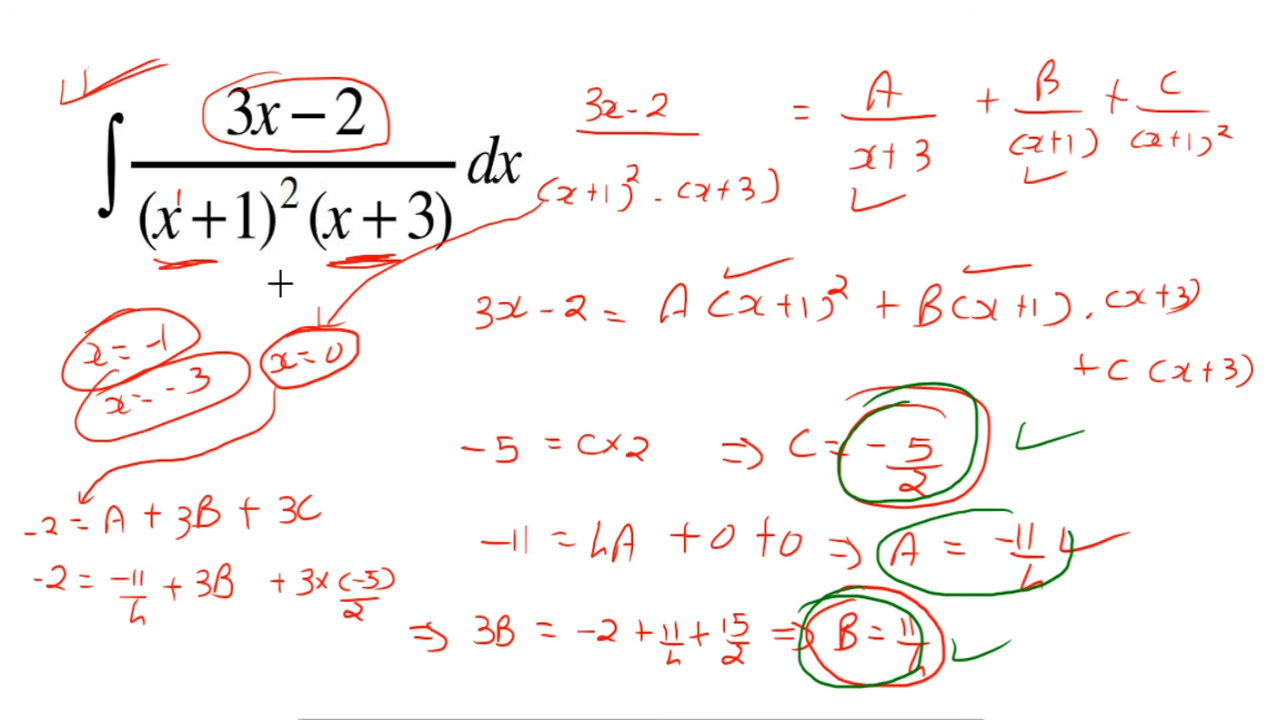 ∫ (3x − 2) / ((x + 1)² (x + 3)) dx
(3x - 2) / ((x+1)² . (x+3)) = A / (x+3) + B / (x+1) + C / (x+1)²
3x - 2 = A (x+1)² + B (x+1) . (x+3)
+ C (x+3)
x = -1
x = -3
x = 0
-5 = C×2 ⇒ C = -5/2
-11 = 4A + 0 + 0 ⇒ A = -11/4
-2 = A + 3B + 3C
-2 = -11/4 + 3B + 3×(-5)/2
⇒ 3B = -2 + 11/4 + 15/2 ⇒ B = 11/4